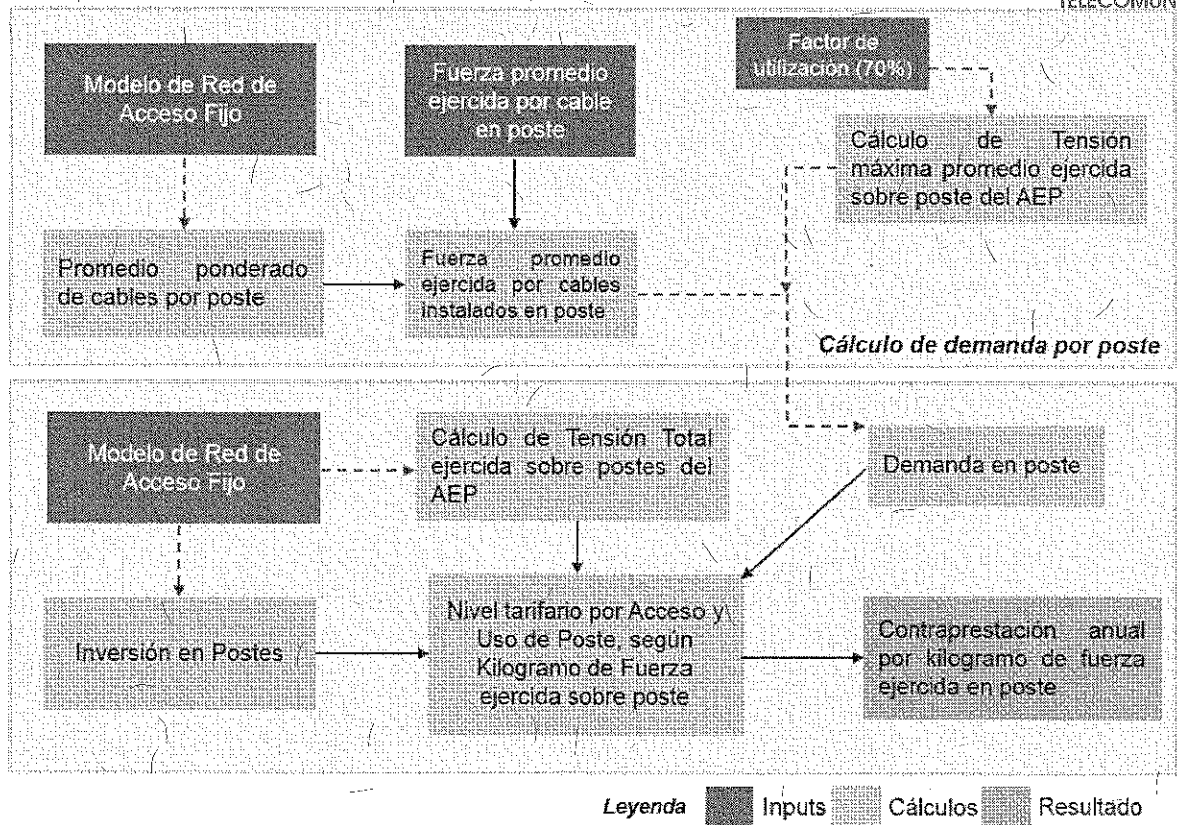 TELECOMUN
Modelo de Red de
Acceso Fijo
Fuerza promedio
ejercida por cable
en poste
Factor de
utilización (70%)
Cálculo de Tensión
máxima promedio ejercida
sobre poste del AEP
Promedio ponderado
de cables por poste
Fuerza promedio
ejercida por cables
instalados en poste
Cálculo de demanda por poste
Modelo de Red de
Acceso Fijo
Cálculo de Tensión Total
ejercida sobre postes del
AEP
Demanda en poste
Inversión en Postes
Nivel tarifario por Acceso y
Uso de Poste, según
Kilogramo de Fuerza
ejercida sobre poste
Contraprestación anual
por kilogramo de fuerza
ejercida en poste
Leyenda Inputs Cálculos Resultado